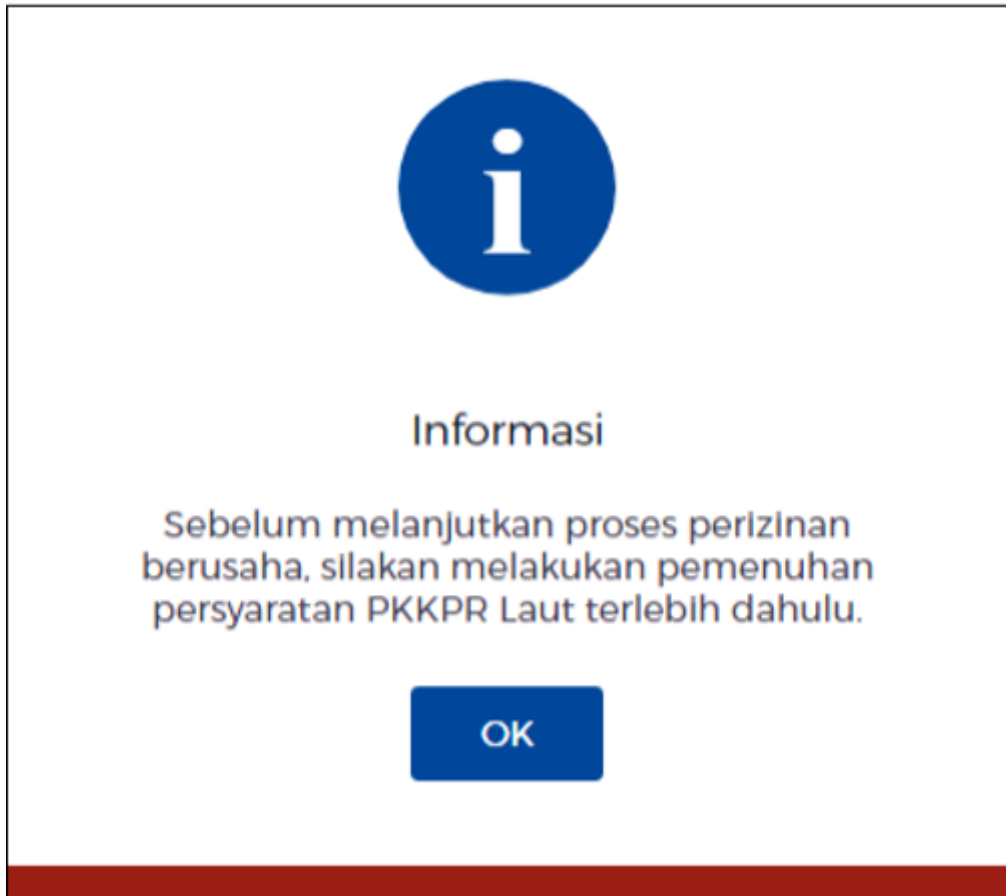 Informasi
Sebelum melanjutkan proses perizinan
berusaha, silakan melakukan pemenuhan
persyaratan PKKPR Laut terlebih dahulu.
OK